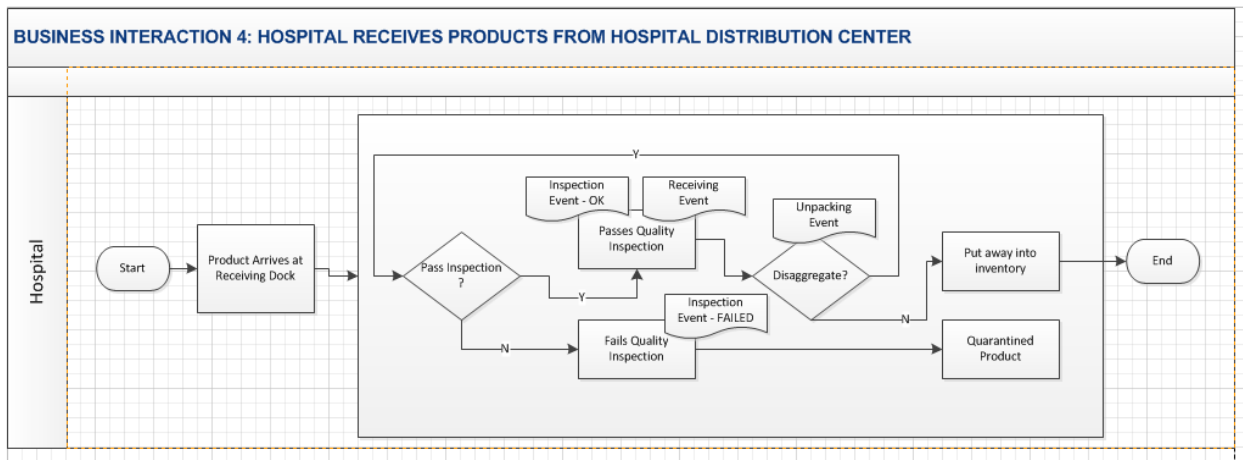 BUSINESS INTERACTION 4: HOSPITAL RECEIVES PRODUCTS FROM HOSPITAL DISTRIBUTION CENTER
Hospital
Start
Product Arrives at
Receiving Dock
Pass Inspection
?
Y
N
Y
Inspection
Event - OK
Receiving
Event
Passes Quality
Inspection
Inspection
Event - FAILED
Fails Quality
Inspection
Unpacking
Event
Disaggregate?
N
Put away into
inventory
Quarantined
Product
End